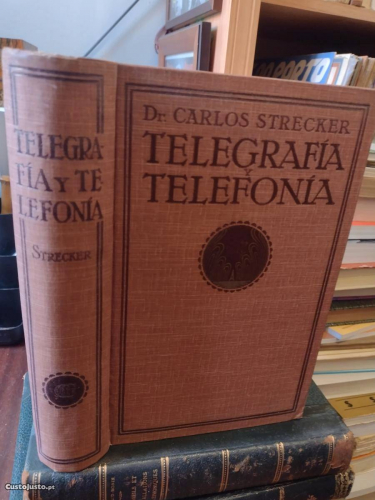 Dr. CARLOS STRECKER
TELEGRAFÍA
Y
TELEFONÍA
TELEGRA-
FÍA Y TE
LEFONÍA
STRECKER
CustoJusto.pt